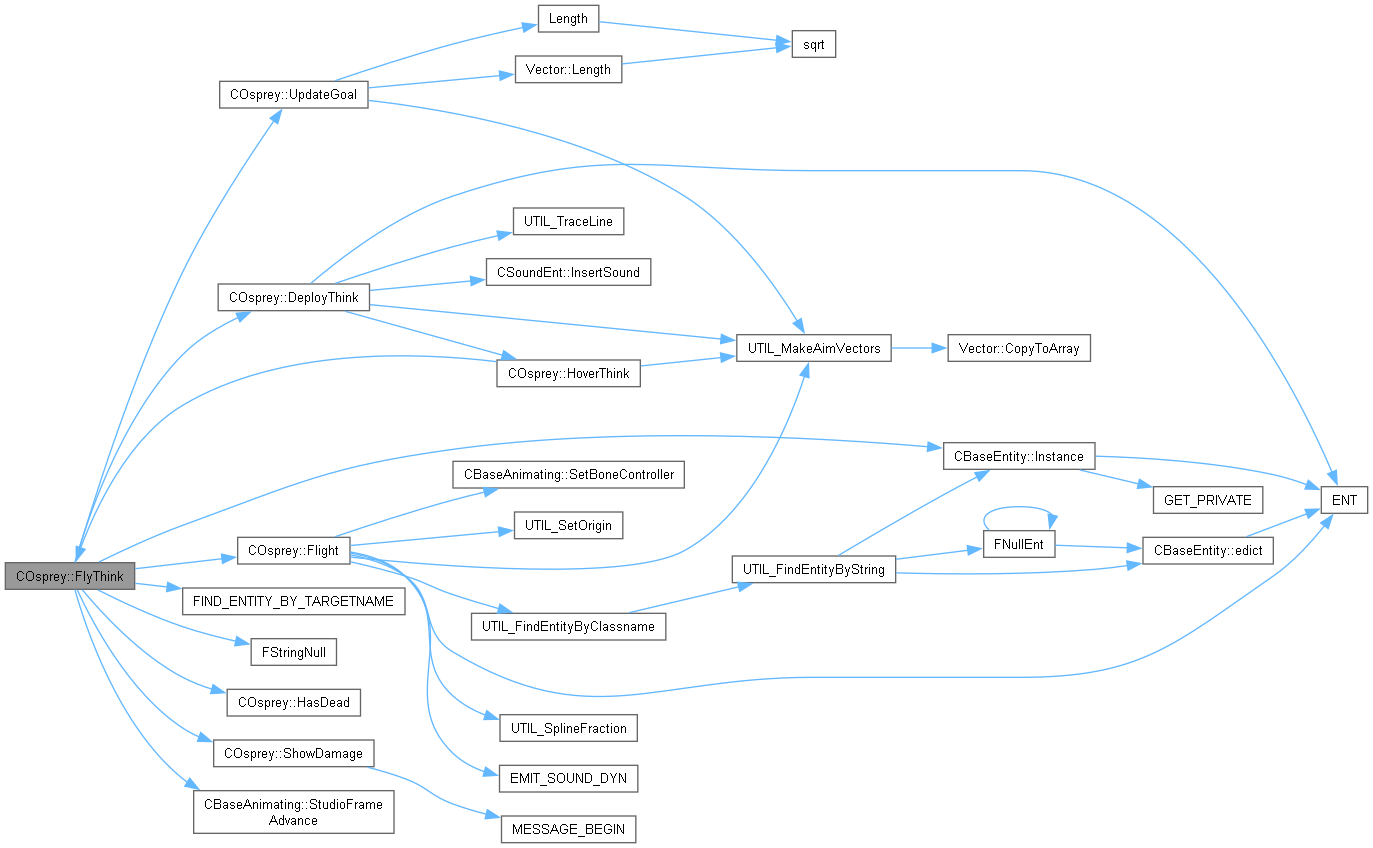 Length
sqrt
Vector::Length
COsprey::UpdateGoal
UTIL_TraceLine
CSoundEnt::InsertSound
COsprey::DeployThink
UTIL_MakeAimVectors
Vector::CopyToArray
COsprey::HoverThink
CBaseEntity::Instance
CBaseAnimating::SetBoneController
GET_PRIVATE
ENT
UTIL_SetOrigin
FNullEnt
COsprey::Flight
CBaseEntity::edict
UTIL_FindEntityByString
COsprey::FlyThink
FIND_ENTITY_BY_TARGETNAME
UTIL_FindEntityByClassname
FStringNull
COsprey::HasDead
UTIL_SplineFraction
COsprey::ShowDamage
EMIT_SOUND_DYN
CBaseAnimating::StudioFrame
Advance
MESSAGE_BEGIN